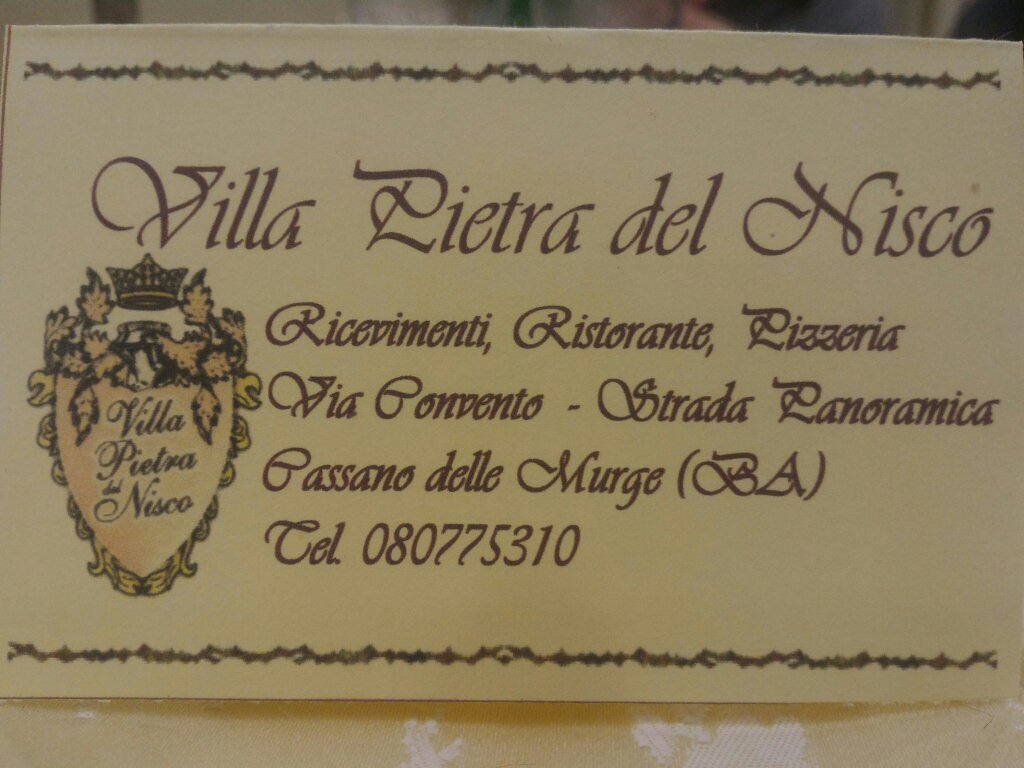 Villa Pietra del Nisco
Ricevimenti, Ristorante, Pizzeria
Via Convento - Strada Panoramica
Cassano delle Murge (BA)
Tel. 080775310
Villa
Pietra
del
Nisco